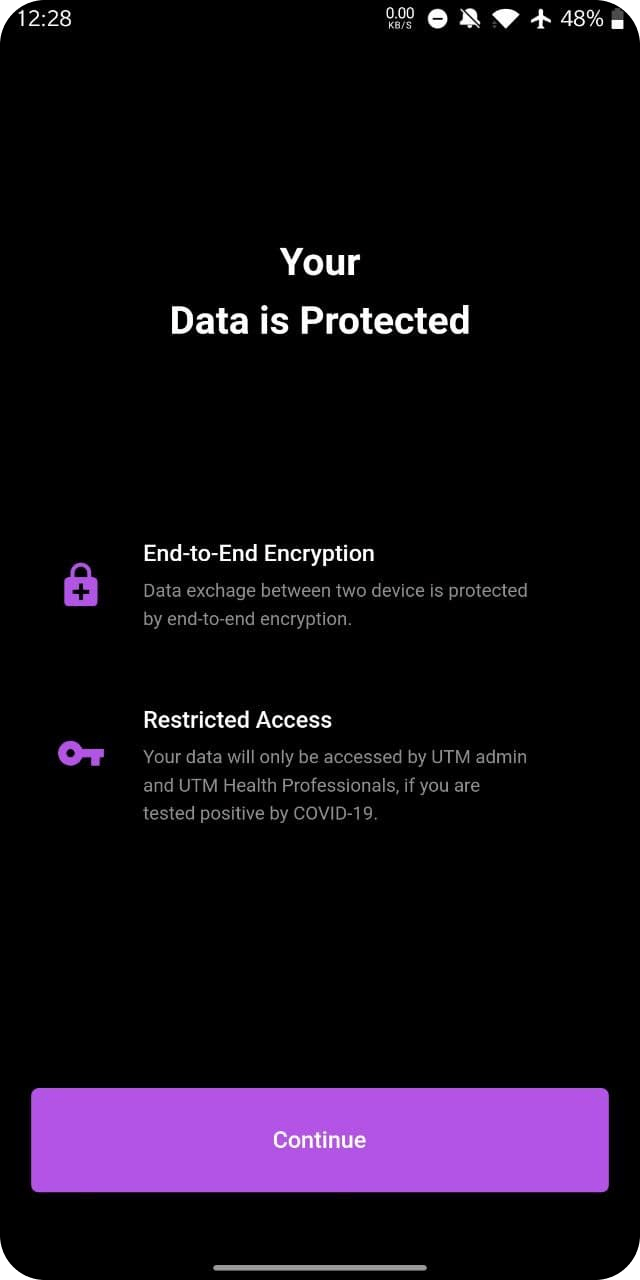 12:28
0.00
KB/S
48%
Your
Data is Protected
End-to-End Encryption
Data exchage between two device is protected
by end-to-end encryption.
Restricted Access
Your data will only be accessed by UTM admin
and UTM Health Professionals, if you are
tested positive by COVID-19.
Continue